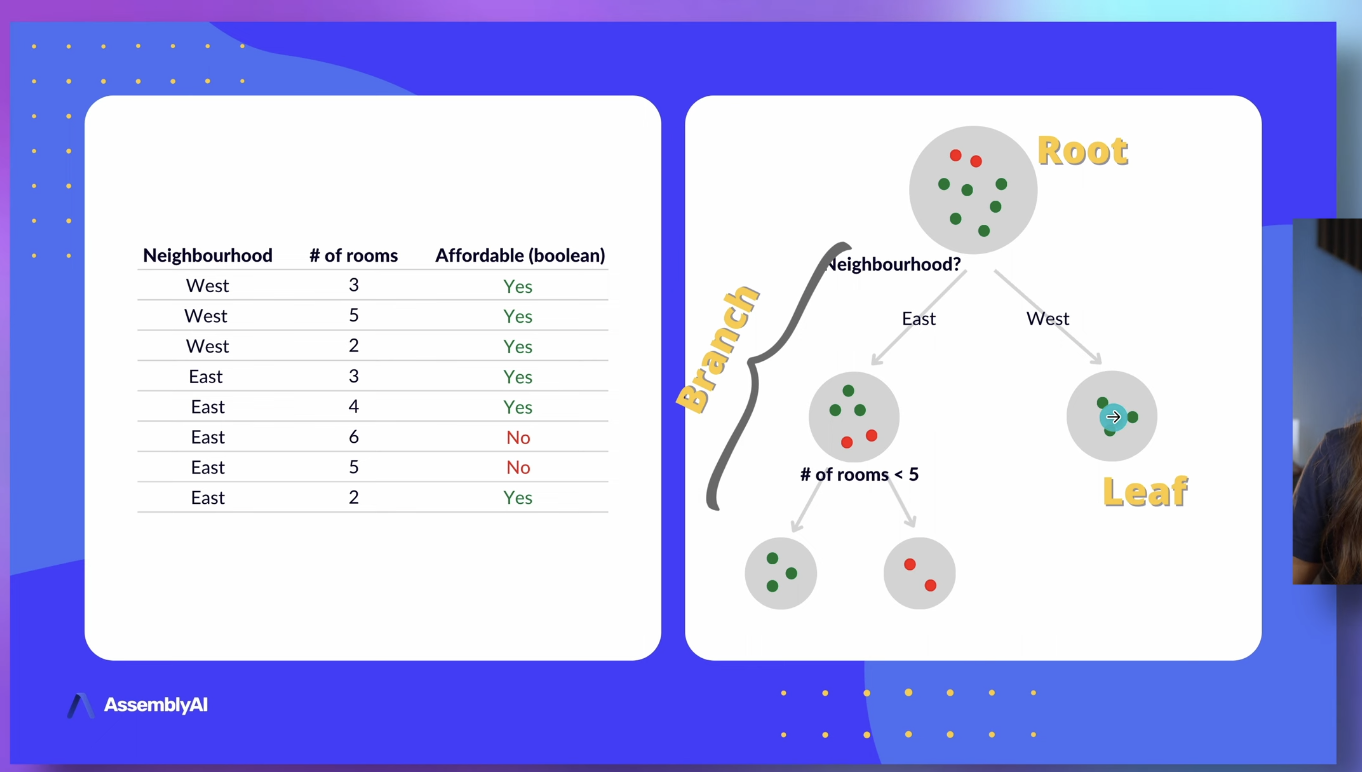 Neighbourhood # of rooms Affordable (boolean)
West 3 Yes
West 5 Yes
West 2 Yes
East 3 Yes
East 4 Yes
East 6 No
East 5 No
East 2 Yes
Root
Neighbourhood?
East West
Branch
# of rooms < 5
Leaf
AssemblyAI